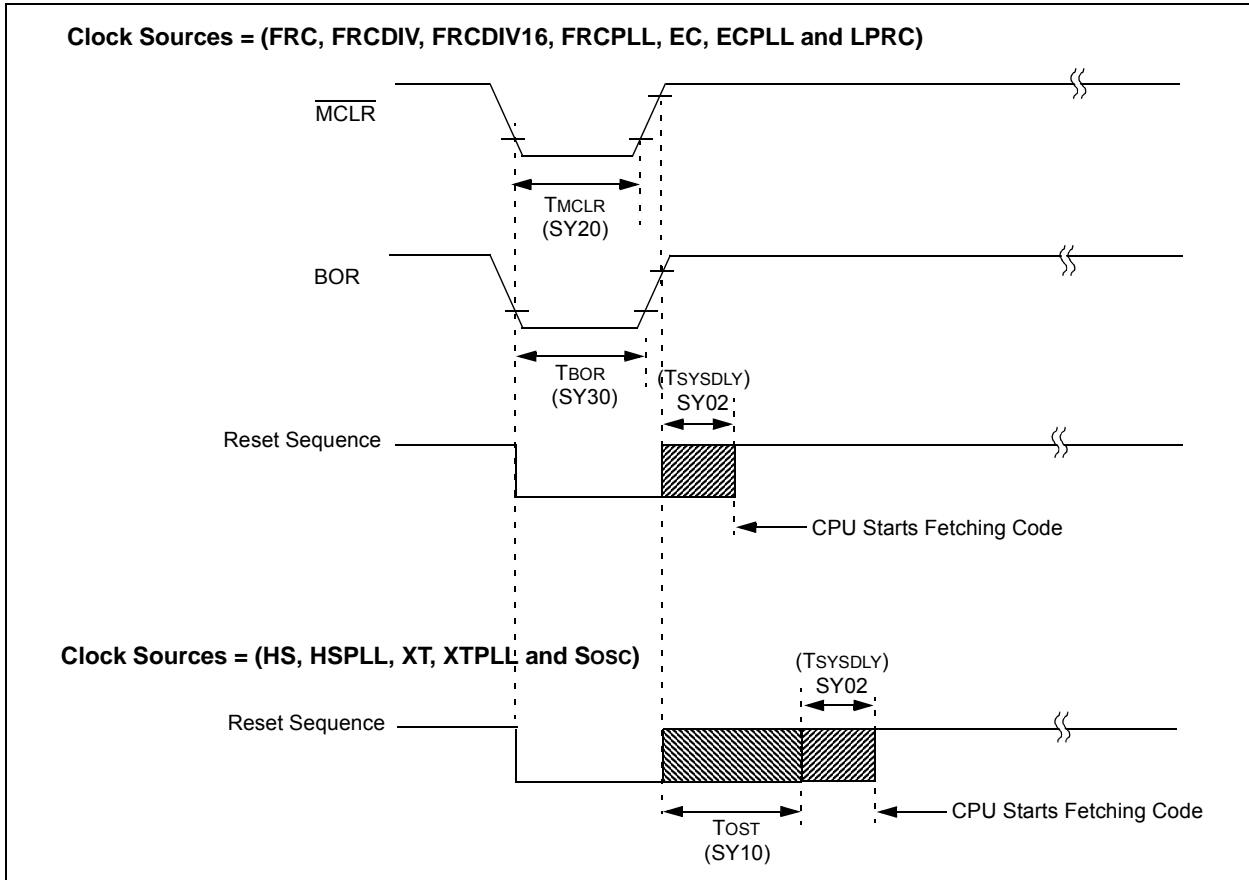 Clock Sources = (FRC, FRCDIV, FRCDIV16, FRCPLL, EC, ECPLL and LPRC)
MCLR
TMCLR
(SY20)
BOR
TBOR
(SY30)
(TSYSDLY)
SY02
Reset Sequence
CPU Starts Fetching Code
Clock Sources = (HS, HSPLL, XT, XTPLL and SOSC)
(TSYSDLY)
SY02
Reset Sequence
CPU Starts Fetching Code
TOST
(SY10)